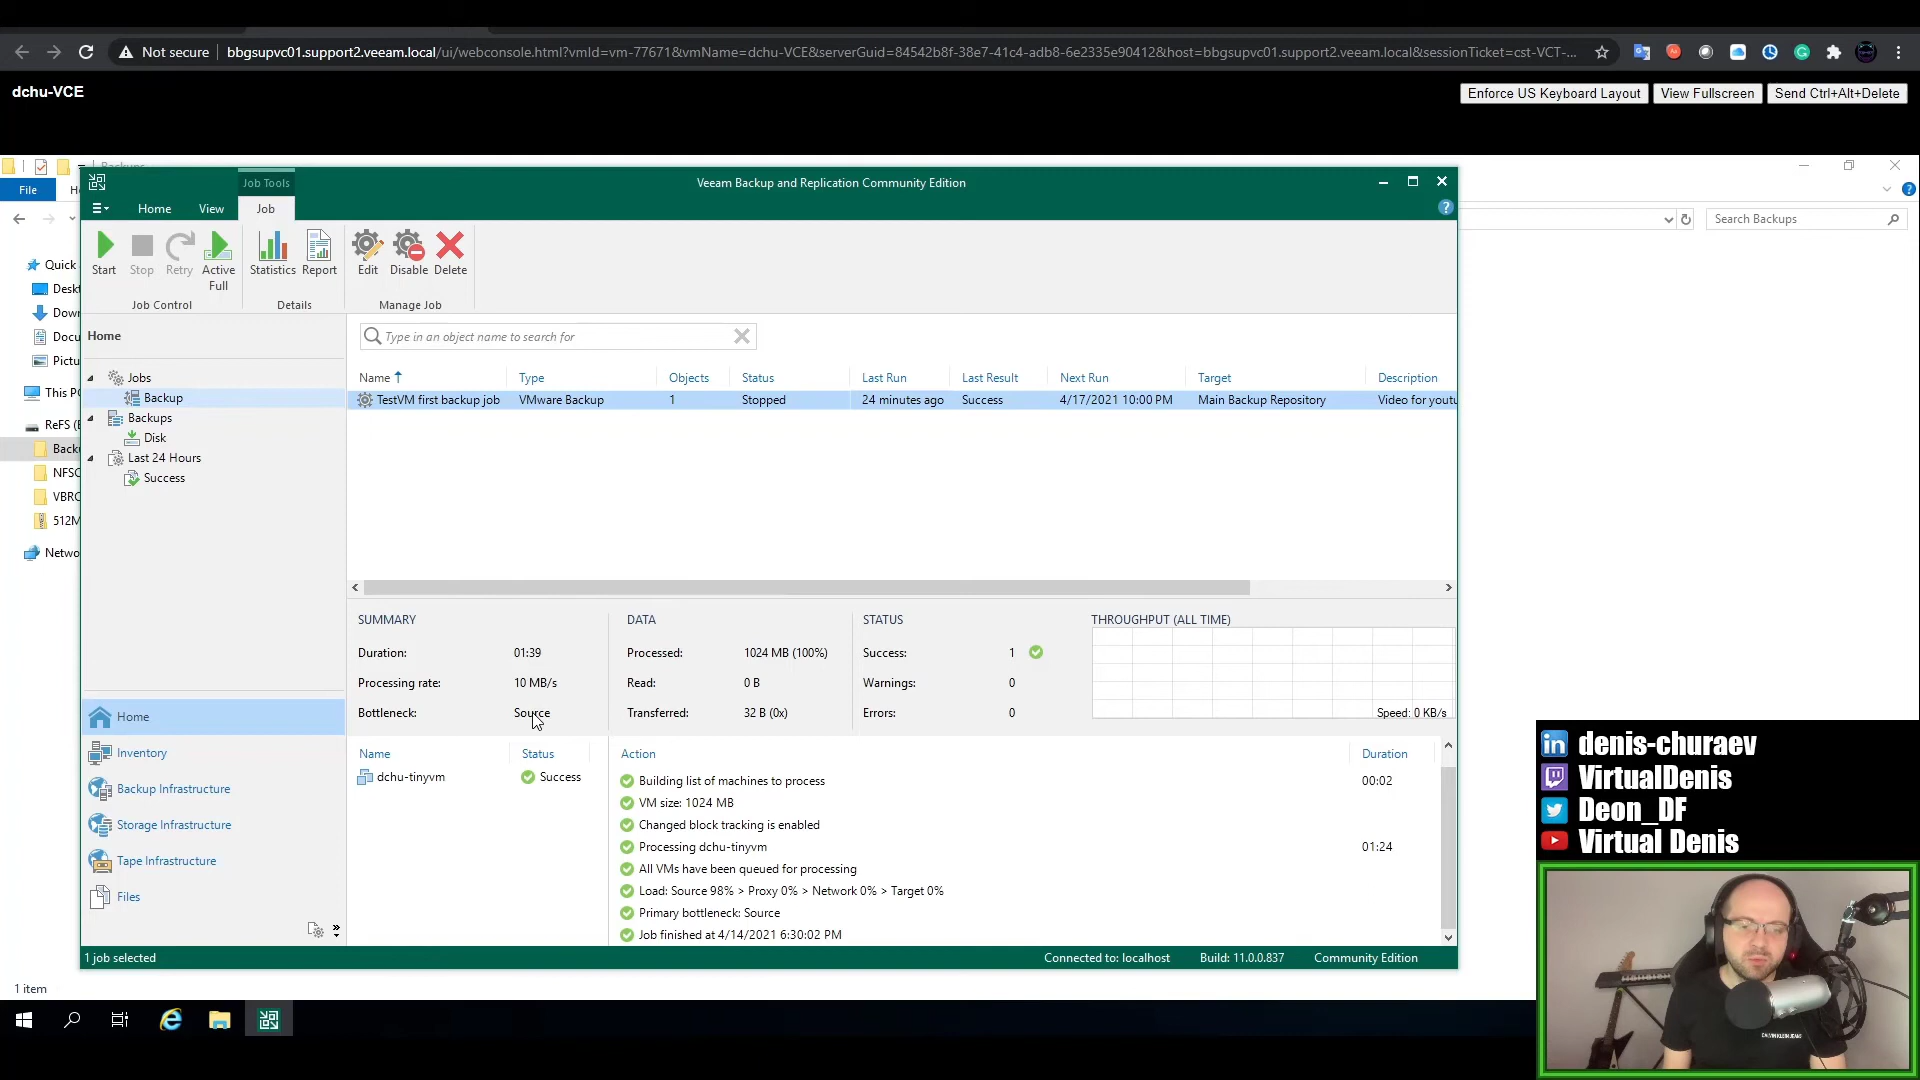 Not secure
bbgsupvc01.support2.veeam.local/ui/webconsole.html?vmId=vm-77671&vmName=dchu-VCE&serverGuid=84542b8f-38e7-41c4-adb8-6e2335e90412&host=bbgsupvc01.support2.veeam.local&sessionTicket=cst-VCT-...
dchu-VCE
Enforce US Keyboard Layout
View Fullscreen
Send Ctrl+Alt+Delete
Backups
File
Search Backups
Quick
Deskt
Down
Docu
Pictu
This PC
ReFS (
Backu
NFSC
VBRC
512M
Netwo
1 item
Job Tools
Veeam Backup and Replication Community Edition
Home
View
Job
Start
Stop
Retry
Active Full
Statistics
Report
Edit
Disable
Delete
Job Control
Details
Manage Job
Home
Type in an object name to search for
Jobs
Backup
Backups
Disk
Last 24 Hours
Success
Name Type Objects Status Last Run Last Result Next Run Target Description
TestVM first backup job VMware Backup 1 Stopped 24 minutes ago Success 4/17/2021 10:00 PM Main Backup Repository Video for youtu
SUMMARY
Duration: 01:39
Processing rate: 10 MB/s
Bottleneck: Source
DATA
Processed: 1024 MB (100%)
Read: 0 B
Transferred: 32 B (0x)
STATUS
Success: 1
Warnings: 0
Errors: 0
THROUGHPUT (ALL TIME)
Speed: 0 KB/s
Name Status
dchu-tinyvm Success
Action Duration
Building list of machines to process 00:02
VM size: 1024 MB
Changed block tracking is enabled
Processing dchu-tinyvm 01:24
All VMs have been queued for processing
Load: Source 98% > Proxy 0% > Network 0% > Target 0%
Primary bottleneck: Source
Job finished at 4/14/2021 6:30:02 PM
Home
Inventory
Backup Infrastructure
Storage Infrastructure
Tape Infrastructure
Files
1 job selected
Connected to: localhost
Build: 11.0.0.837
Community Edition
denis-churaev
VirtualDenis
Deon_DF
Virtual Denis
CALVIN KLEIN JEANS